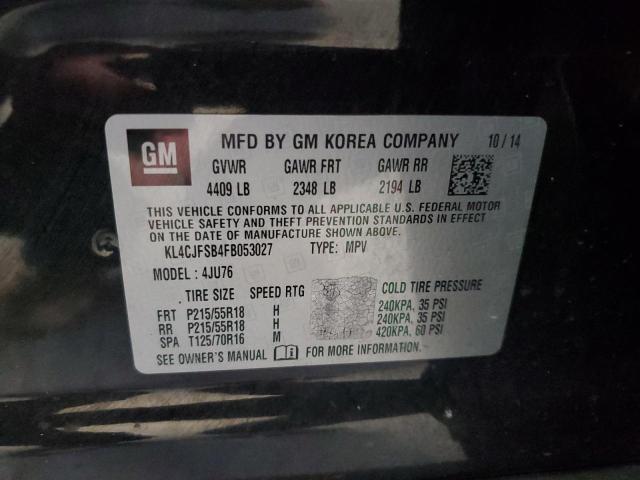 GM MFD BY GM KOREA COMPANY 10/14
GVWR GAWR FRT GAWR RR
4409 LB 2348 LB 2194 LB
THIS VEHICLE CONFORMS TO ALL APPLICABLE U.S. FEDERAL MOTOR
VEHICLE SAFETY AND THEFT PREVENTION STANDARDS IN EFFECT
ON THE DATE OF MANUFACTURE SHOWN ABOVE.
KL4CJFSB4FB053027 TYPE: MPV
MODEL: 4JU76
TIRE SIZE SPEED RTG COLD TIRE PRESSURE
FRT P215/55R18 H 240KPA, 35 PSI
RR P215/55R18 H 240KPA, 35 PSI
SPA T125/70R16 M 420KPA, 60 PSI
SEE OWNER'S MANUAL FOR MORE INFORMATION.